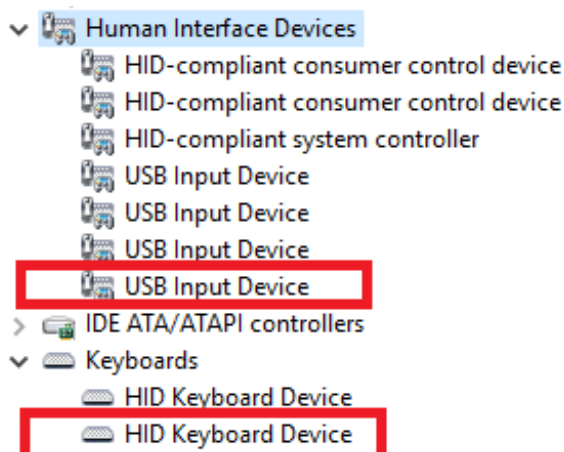 Human Interface Devices
HID-compliant consumer control device
HID-compliant consumer control device
HID-compliant system controller
USB Input Device
USB Input Device
USB Input Device
USB Input Device
IDE ATA/ATAPI controllers
Keyboards
HID Keyboard Device
HID Keyboard Device